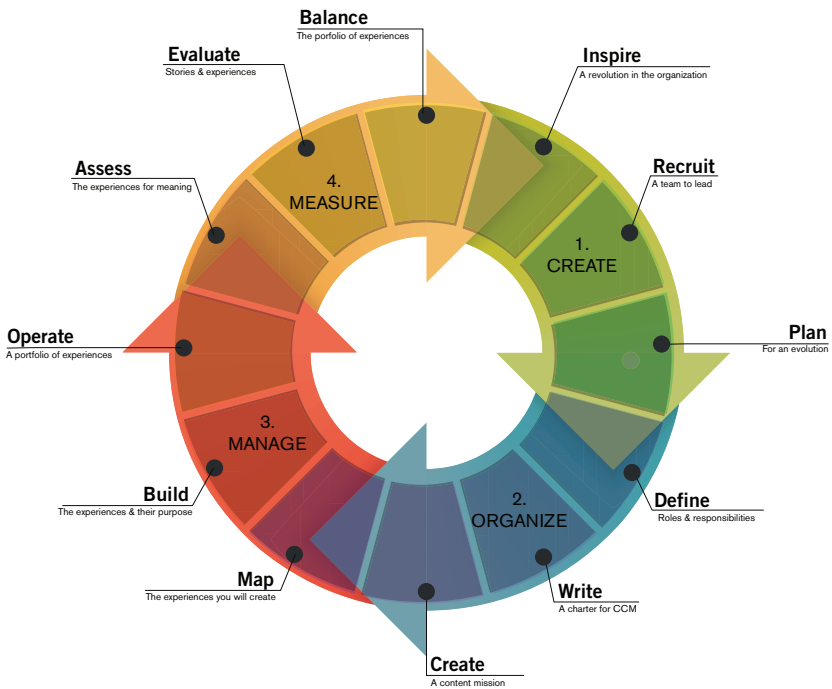 Balance
The porfolio of experiences
Inspire
A revolution in the organization
Recruit
A team to lead
1.
CREATE
Plan
For an evolution
Define
Roles & responsibilities
2.
ORGANIZE
Write
A charter for CCM
Create
A content mission
Map
The experiences you will create
Build
The experiences & their purpose
3.
MANAGE
Operate
A portfolio of experiences
Assess
The experiences for meaning
Evaluate
Stories & experiences
4.
MEASURE